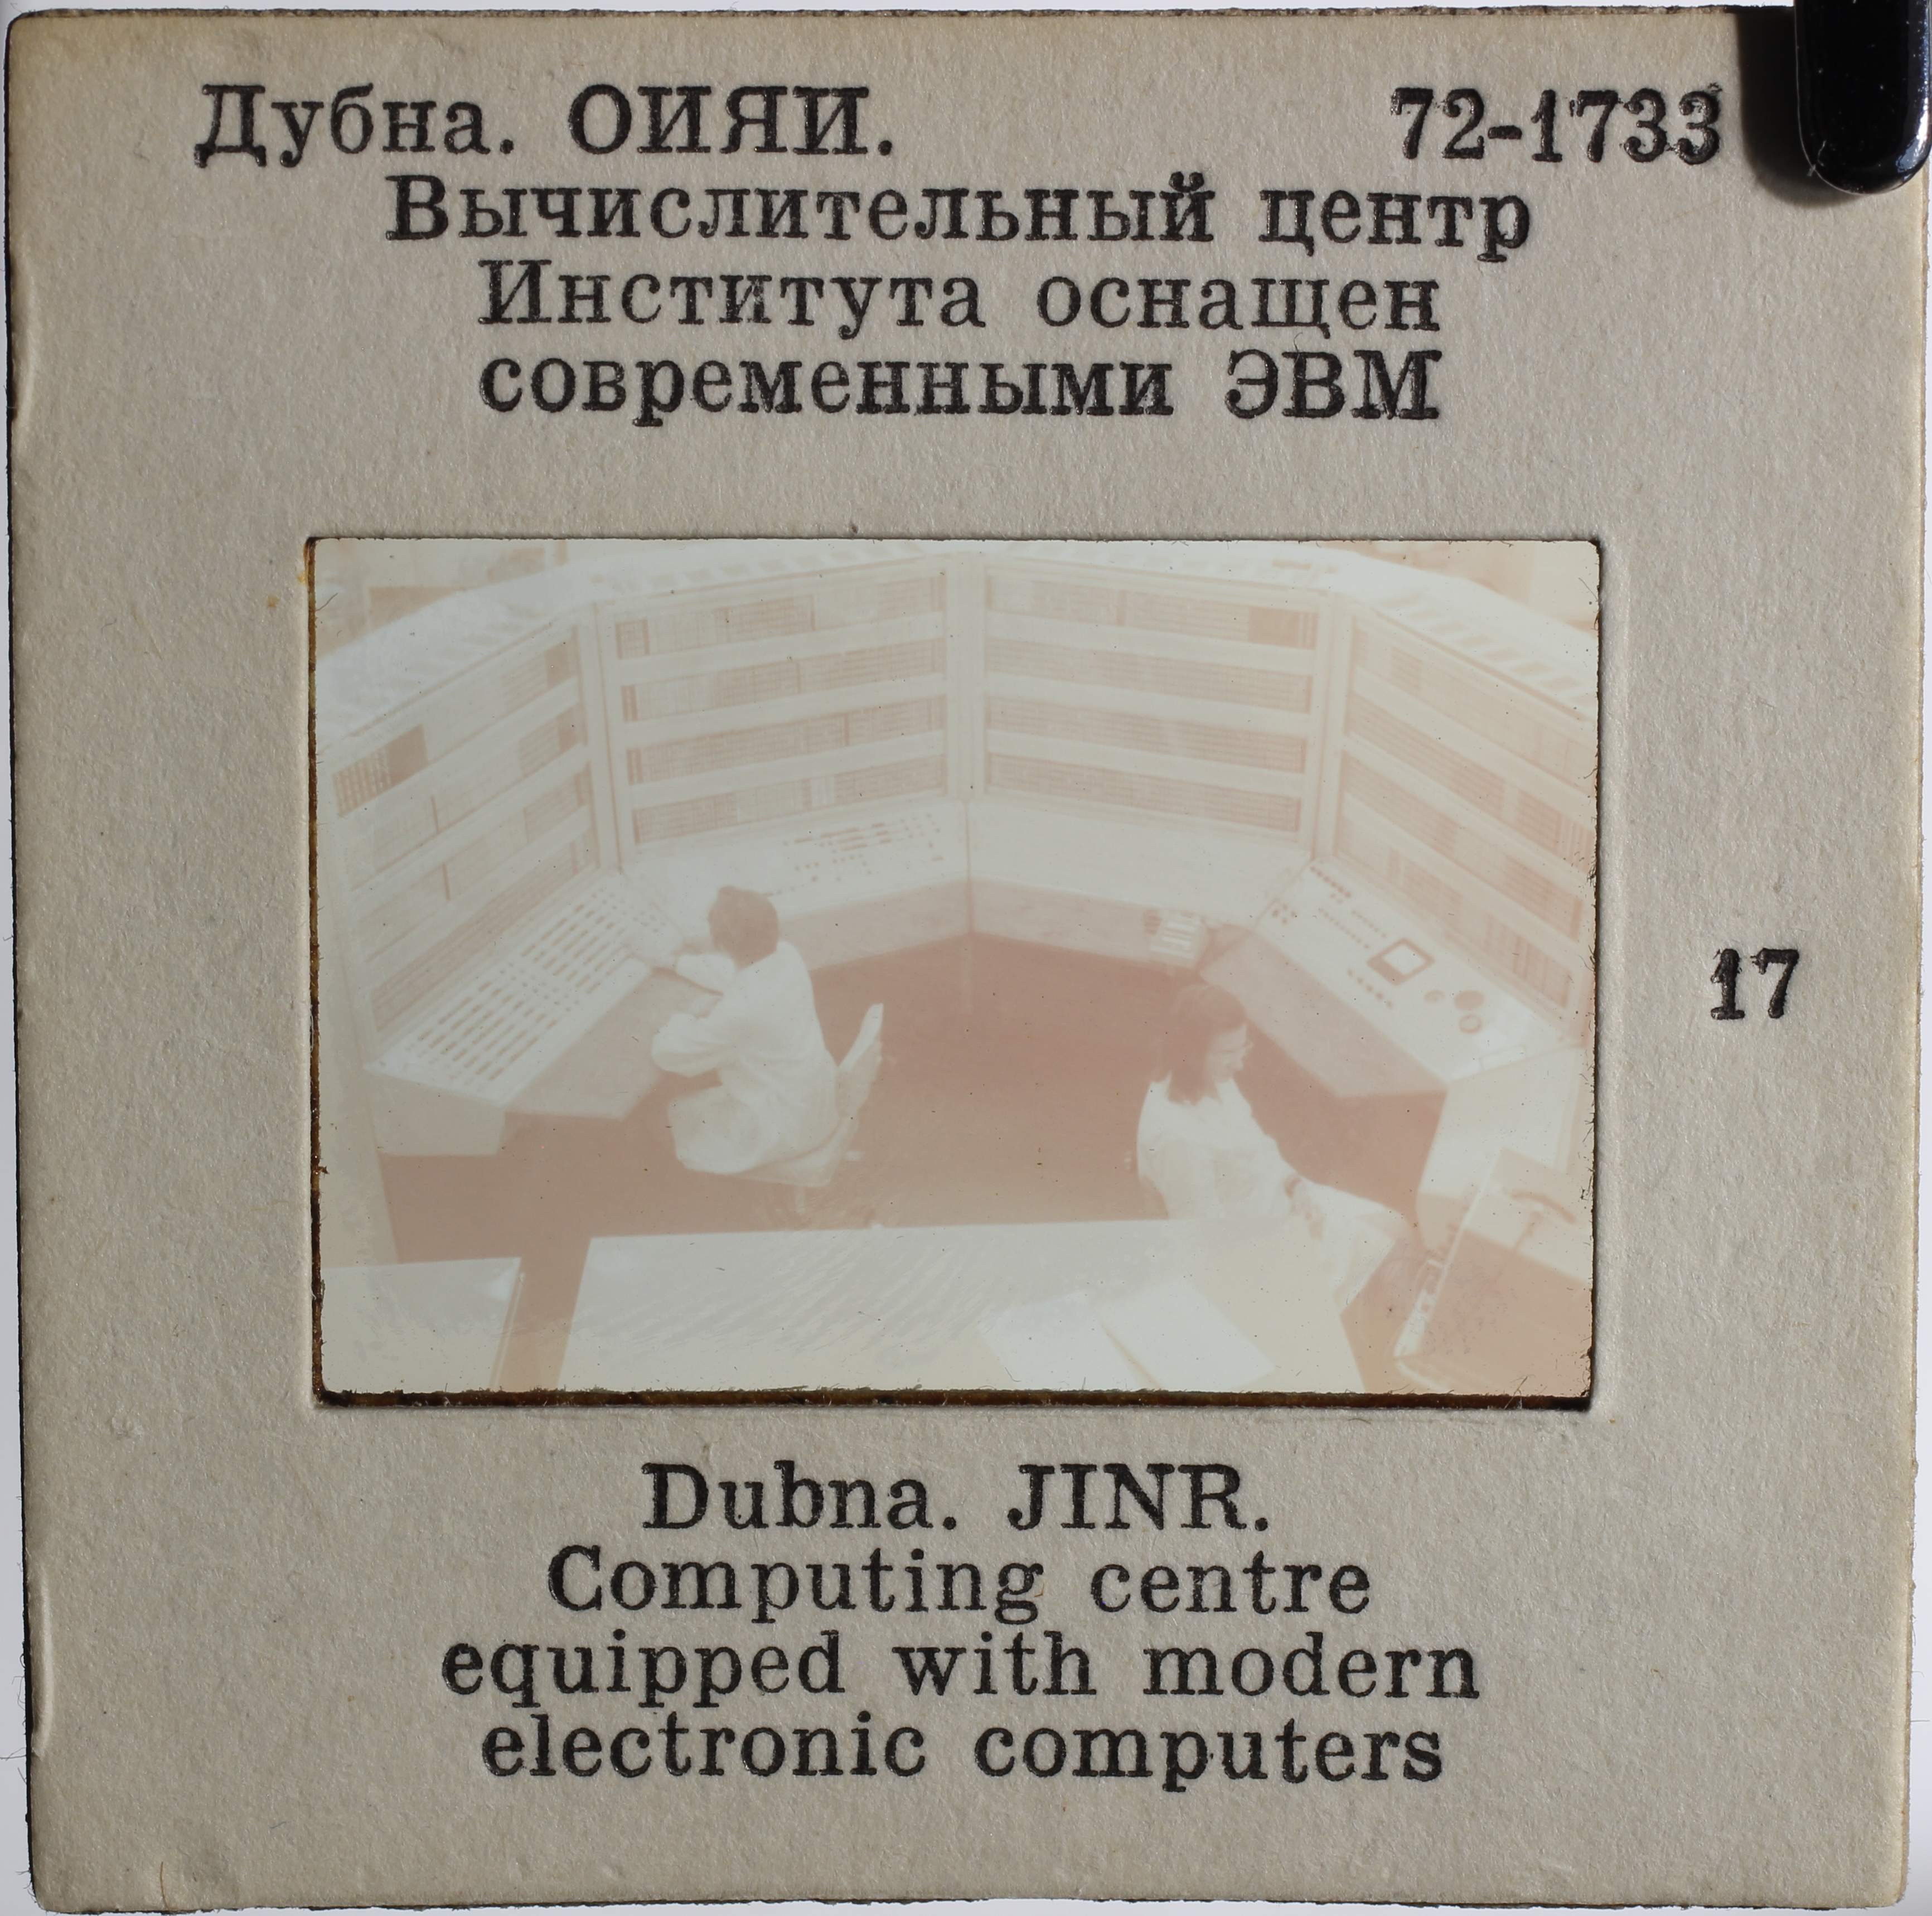 Дубна. ОИЯИ. 72-1733
Вычислительный центр
Института оснащен
современными ЭВМ
17
Dubna. JINR.
Computing centre
equipped with modern
electronic computers